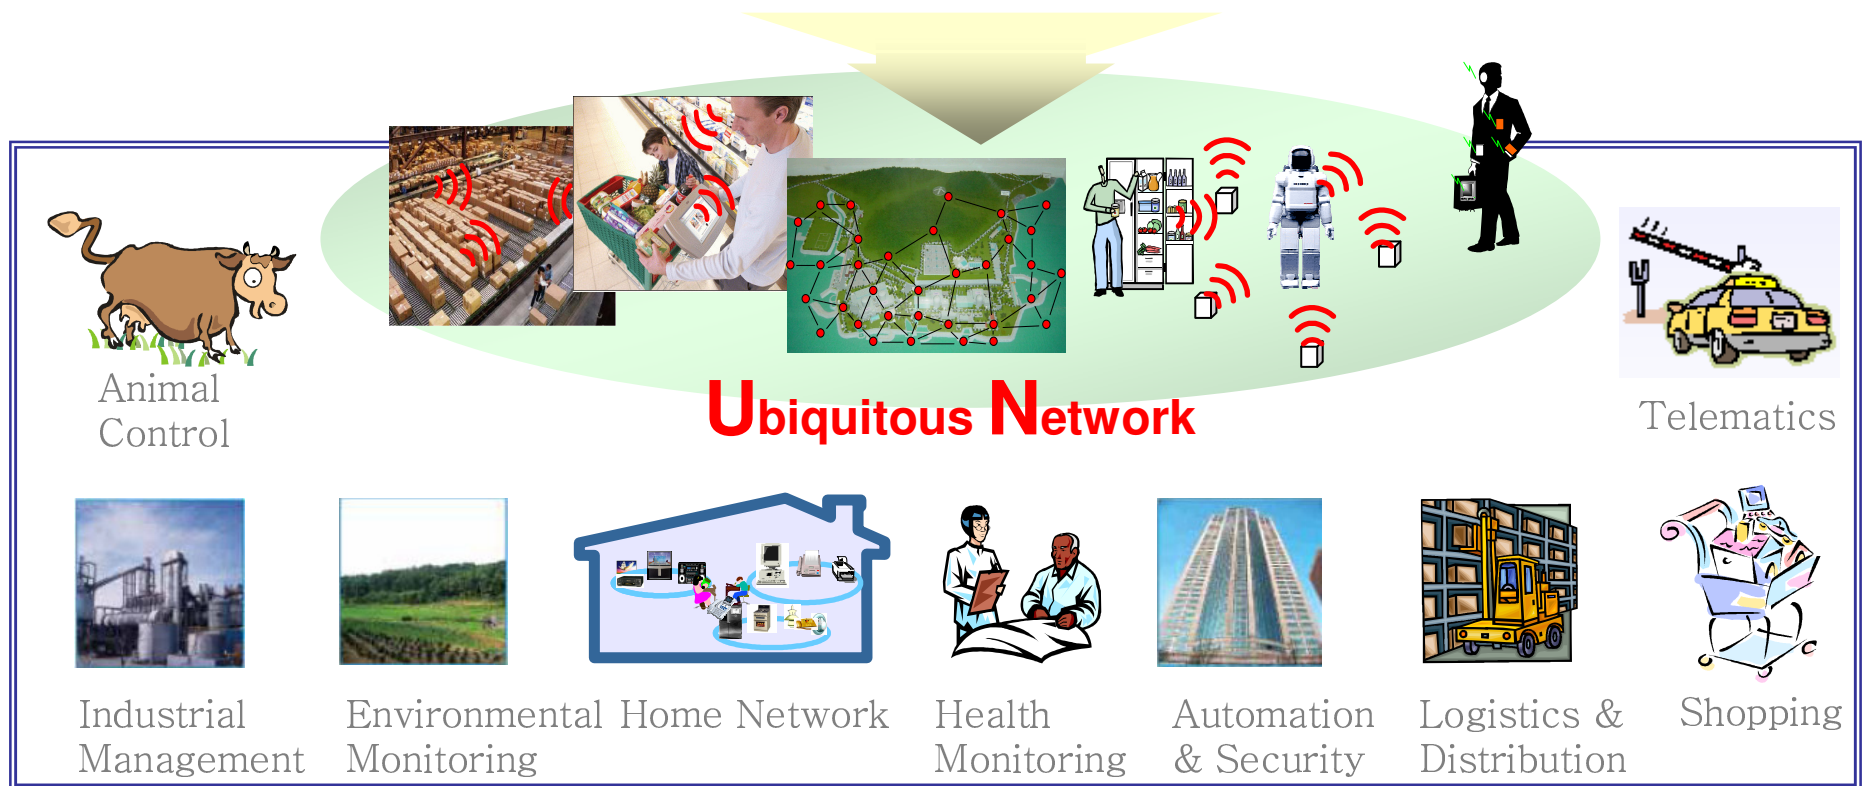 Animal
Control
Ubiquitous Network
Telematics
Industrial
Management
Environmental
Monitoring
Home Network
Health
Monitoring
Automation
& Security
Logistics &
Distribution
Shopping